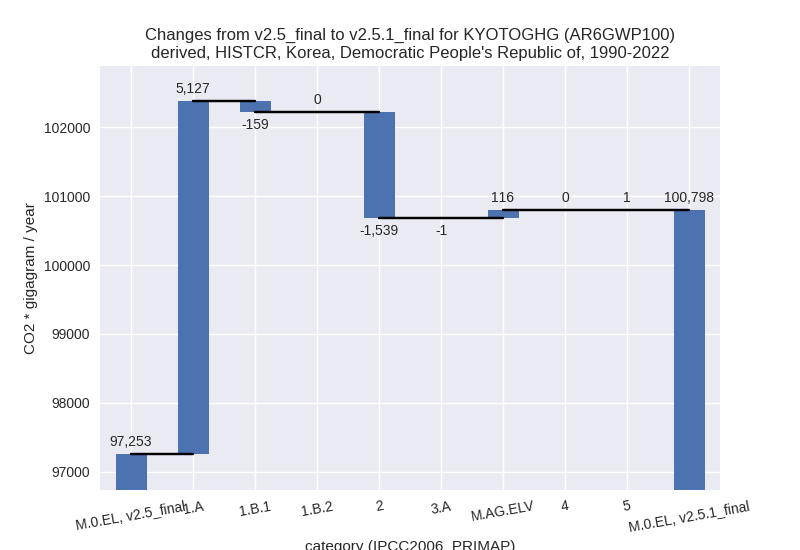 Changes from v2.5_final to v2.5.1_final for KYOTOGHG (AR6GWP100)
derived, HISTCR, Korea, Democratic People's Republic of, 1990-2022
5,127
0
102000
-159
101000
116
0
1
100,798
-1,539
-1
100000
99000
98000
97,253
97000
CO2 * gigagram / year
M.0.EL, v2.5_final
1.A
1.B.1
1.B.2
2
3.A
M.AG.ELV
4
5
M.0.EL, v2.5.1_final
category (IPCC2006_PRIMAP)